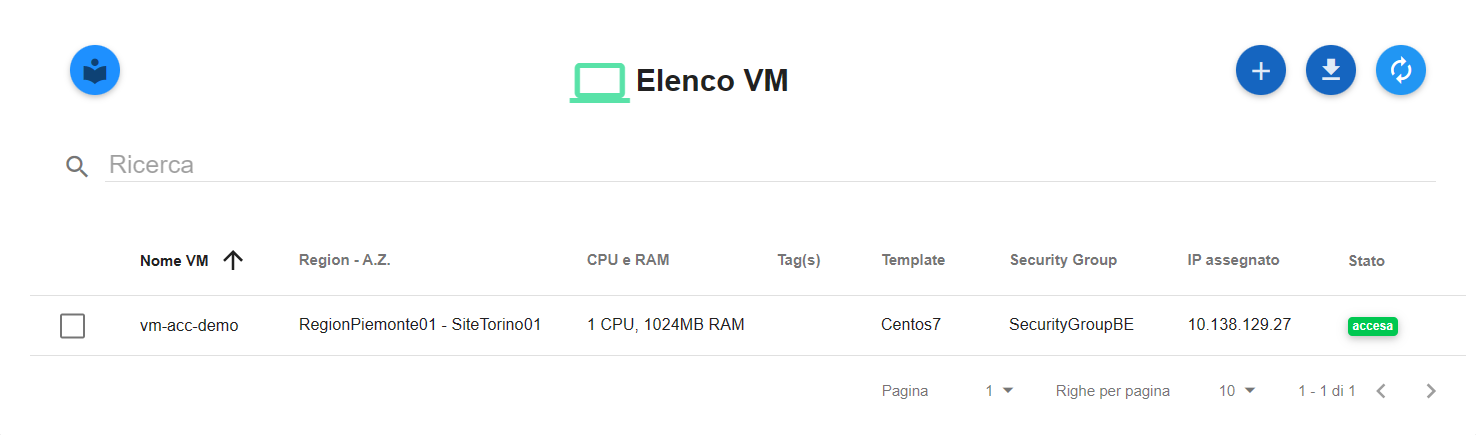 Elenco VM
Ricerca
Nome VM Region - A.Z. CPU e RAM Tag(s) Template Security Group IP assegnato Stato
vm-acc-demo RegionPiemonte01 - SiteTorino01 1 CPU, 1024MB RAM Centos7 SecurityGroupBE 10.138.129.27 accesa
Pagina 1 Righe per pagina 10 1 - 1 di 1